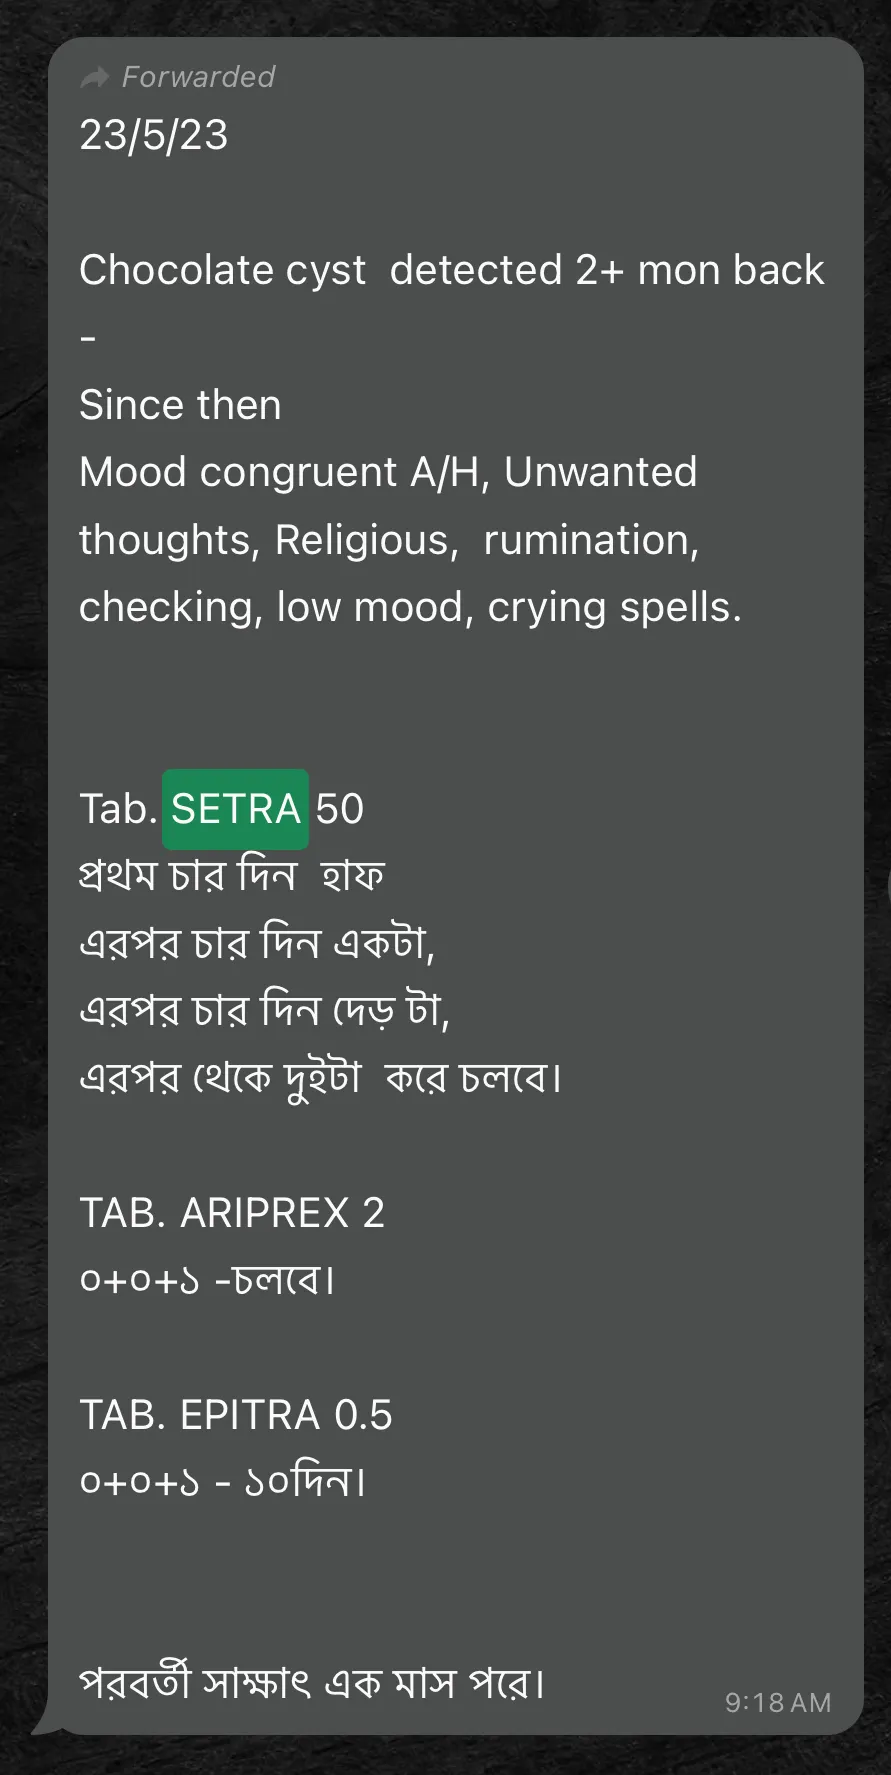 Forwarded
23/5/23
Chocolate cyst  detected 2+ mon back
-
Since then
Mood congruent A/H, Unwanted
thoughts, Religious,  rumination,
checking, low mood, crying spells.
Tab. SETRA 50
প্রথম চার দিন  হাফ
এরপর চার দিন একটা,
এরপর চার দিন দেড় টা,
এরপর থেকে দুইটা  করে চলবে।
TAB. ARIPREX 2
০+০+১ -চলবে।
TAB. EPITRA 0.5
০+০+১ - ১০দিন।
পরবর্তী সাক্ষাৎ এক মাস পরে।
9:18 AM